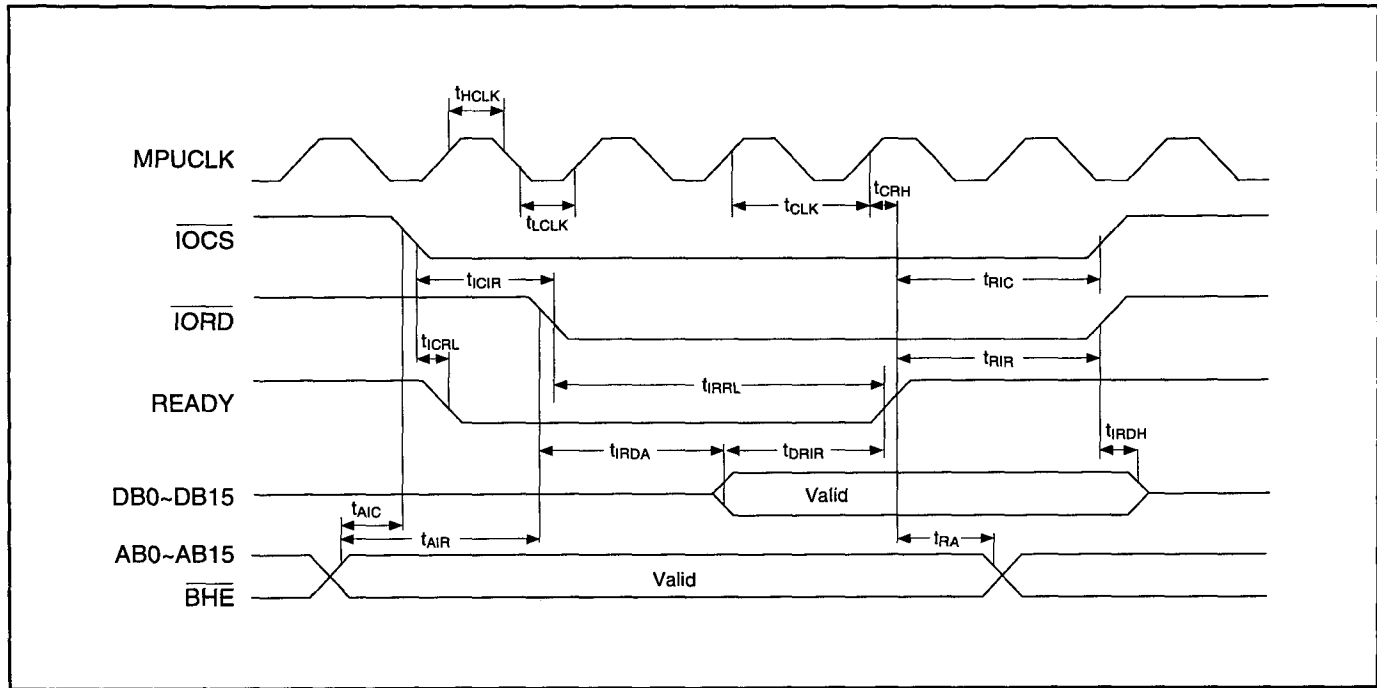 tHCLK
MPUCLK
tLCLK
tCLK
tCRH
IOCS
tICIR
tRIC
IORD
tICRL
tRIR
READY
tIRRL
tIRDA
tDRIR
tIRDH
DB0~DB15
Valid
tAIC
tAIR
tRA
AB0~AB15
Valid
BHE